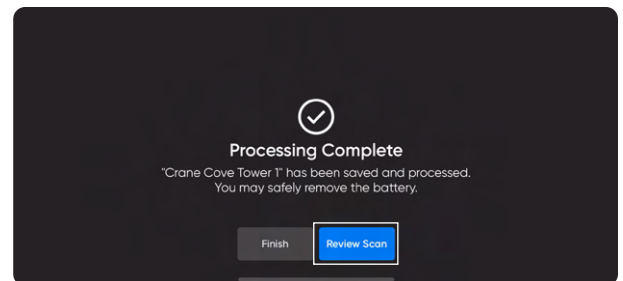 Processing Complete
"Crane Cove Tower 1" has been saved and processed.
You may safely remove the battery.
Finish
Review Scan